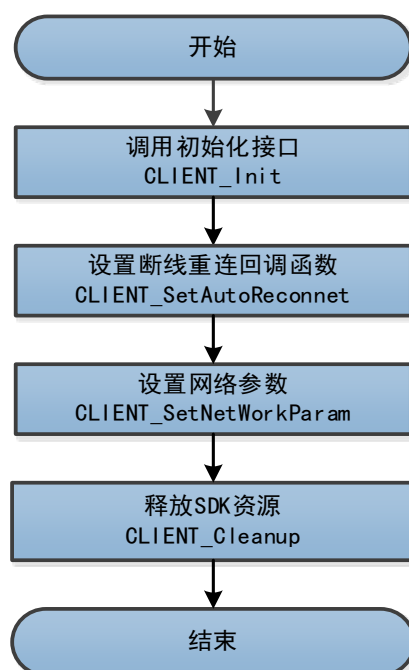 开始
调用初始化接口
CLIENT_Init
设置断线重连回调函数
CLIENT_SetAutoReconnet
设置网络参数
CLIENT_SetNetWorkParam
释放SDK资源
CLIENT_Cleanup
结束